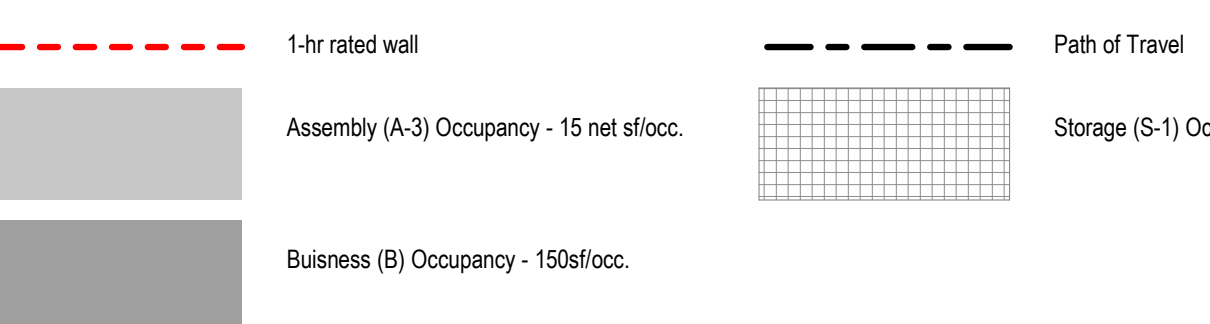 1-hr rated wall
Path of Travel
Assembly (A-3) Occupancy - 15 net sf/occ.
Storage (S-1)
Buisness (B) Occupancy - 150sf/occ.